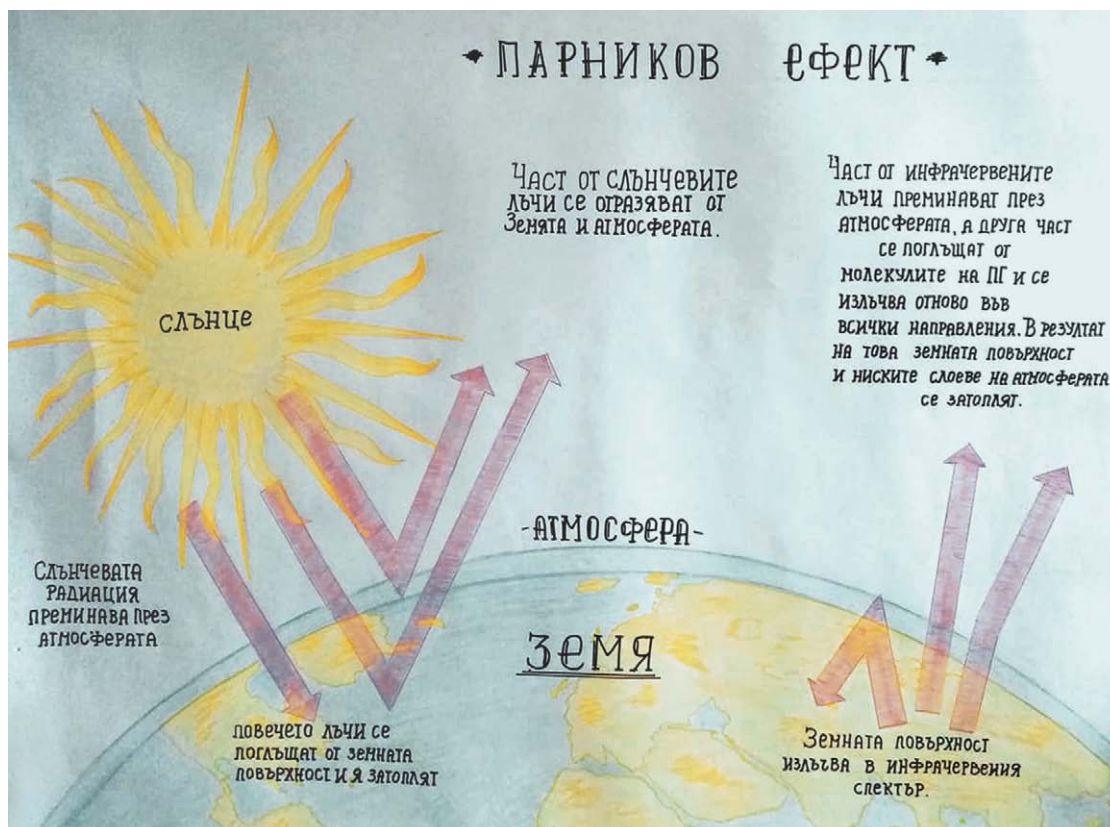 ПАРНИКОВ ЕФЕКТ
Част от слънчевите
лъчи се отразяват от
Земята и атмосферата.
Част от инфрачервените
лъчи преминават през
атмосферата, а друга част
се поглъщат от
молекулите на ПГ и се
излъчва отново във
всички направления. В резултат
на това земната повърхност
и ниските слоеве на атмосферата
се затоплят.
СЛЪНЦЕ
-АТМОСФЕРА-
Слънчевата
радиация
преминава през
атмосферата
ЗЕМЯ
повечето лъчи се
поглъщат от земната
повърхност и я затоплят
Земната повърхност
излъва в инфрачервения
спектър.